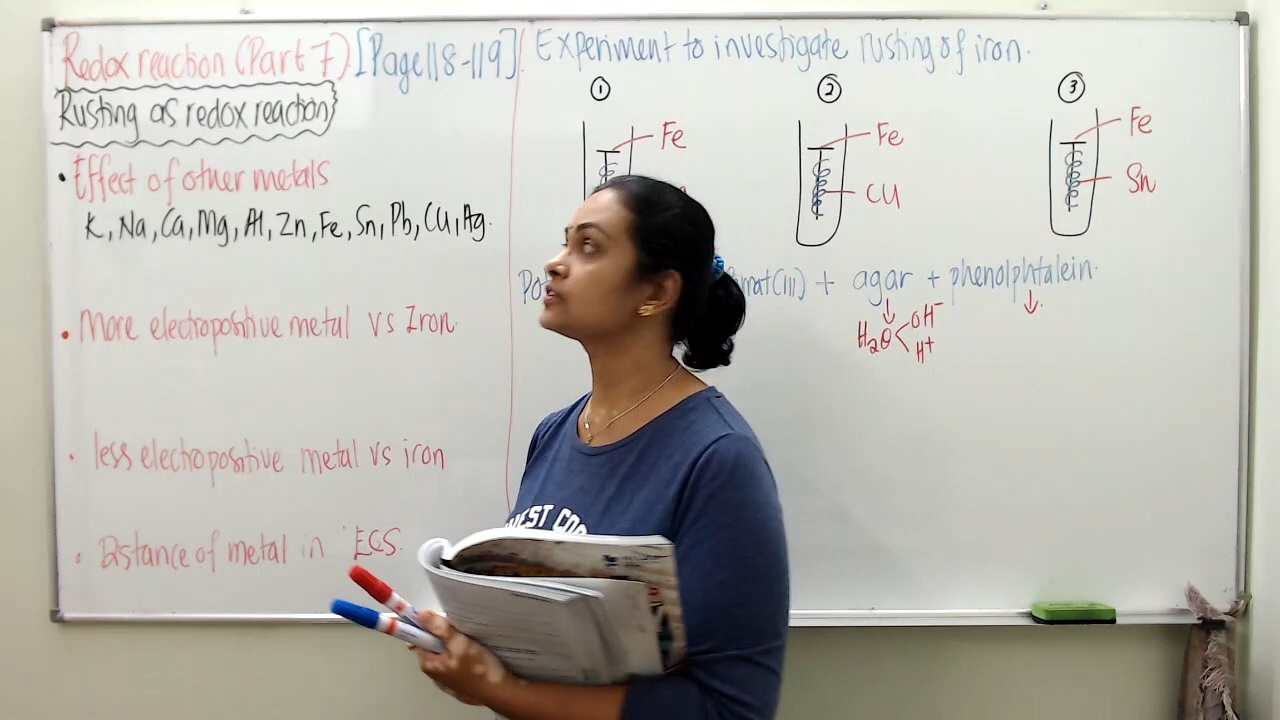 Redox reaction (Part 7) [Page 118-119].
Rusting as redox reaction
• Effect of other metals
K, Na, Ca, Mg, Al, Zn, Fe, Sn, Pb, Cu, Ag.
• More electropositive metal vs Iron.
• less electropositive metal vs iron
• Distance of metal in ECS.
Experiment to investigate rusting of iron.
① ② ③
Fe Fe Fe
CU Sn
(III) + agar + phenolphtalein.
↓ ↓
H₂O < OH⁻
H⁺
EST COA